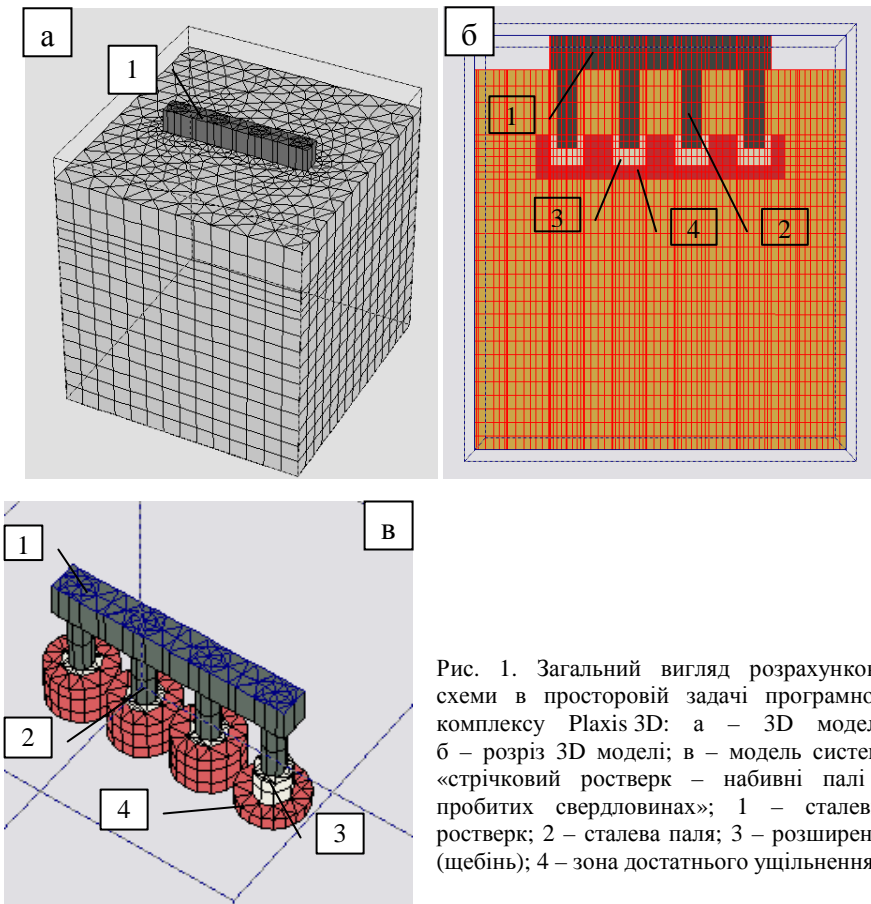 а
1
б
1
3
4
2
в
1
2
4
3
Рис. 1. Загальний вигляд розрахунков
схеми в просторовій задачі програмно
комплексу Plaxis 3D: а – 3D модел
б – розріз 3D моделі; в – модель систем
«стрічковий ростверк – набивні палі
пробитих свердловинах»; 1 – сталев
ростверк; 2 – сталева паля; 3 – розширен
(щебінь); 4 – зона достатнього ущільнення